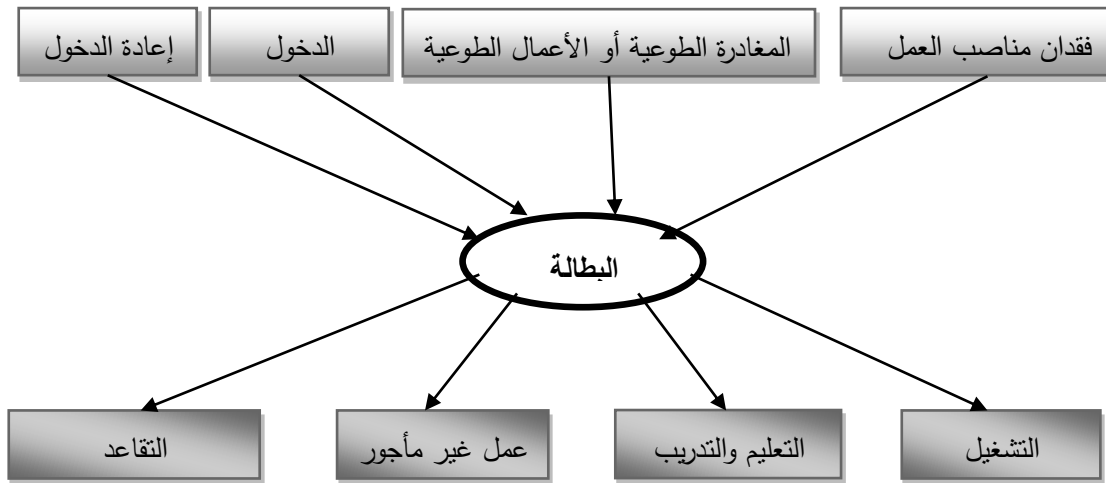 فقدان مناصب العمل
المغادرة الطوعية أو الأعمال الطوعية
الدخول
إعادة الدخول
البطالة
التشغيل
التعليم والتدريب
عمل غير مأجور
التقاعد